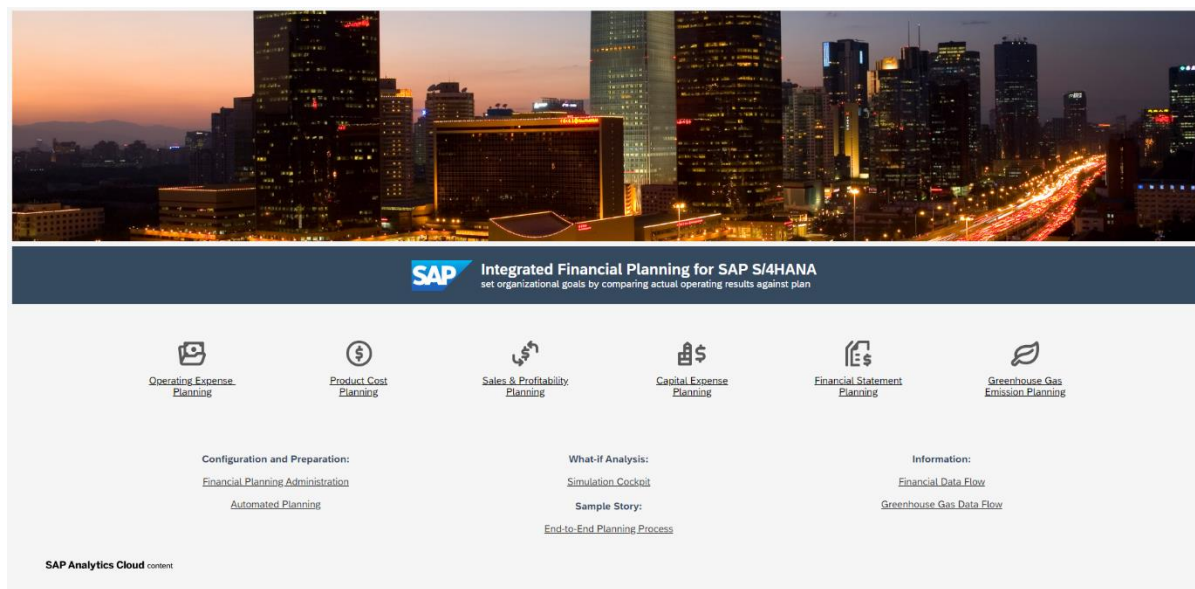 SAP
Integrated Financial Planning for SAP S/4HANA
set organizational goals by comparing actual operating results against plan
Operating Expense
Planning
Product Cost
Planning
Sales & Profitability
Planning
Capital Expense
Planning
Financial Statement
Planning
Greenhouse Gas
Emission Planning
Configuration and Preparation:
Financial Planning Administration
Automated Planning
What-if Analysis:
Simulation Cockpit
Sample Story:
End-to-End Planning Process
Information:
Financial Data Flow
Greenhouse Gas Data Flow
SAP Analytics Cloud content